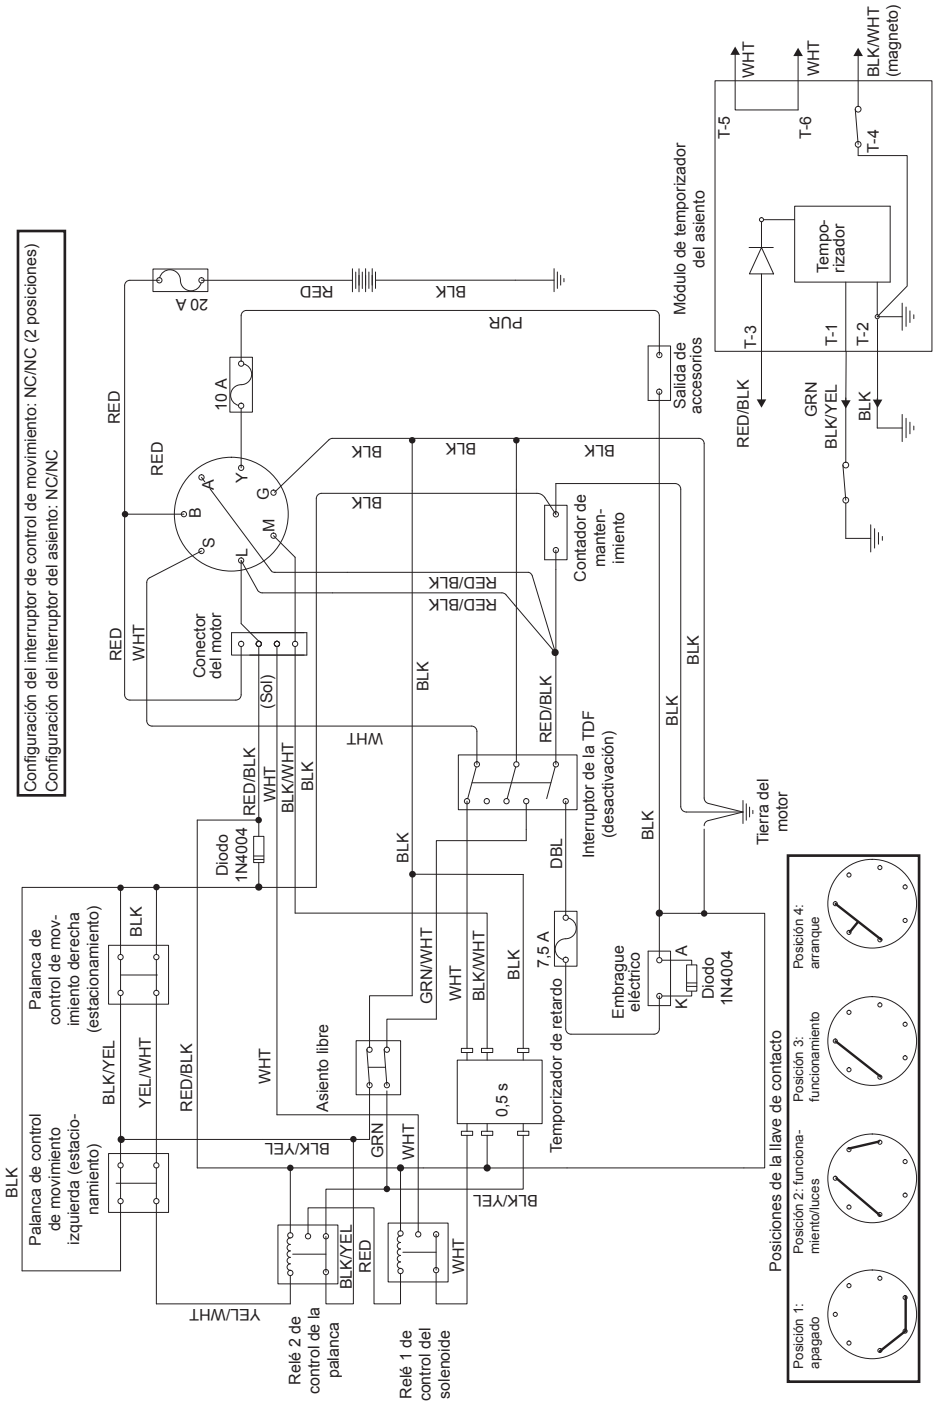 Configuración del interruptor de control de movimiento: NC/NC (2 posiciones)
Configuración del interruptor del asiento: NC/NC
BLK
Palanca de control
de movimiento
izquierda (estacio-
namiento)
Palanca de
control de mov-
imiento derecha
(estacionamiento)
BLK/YEL
BLK
YEL/WHT
YEL/WHT
RED/BLK
Diodo
1N4004
RED/BLK
WHT
BLK/WHT
BLK
WHT
(Sol)
Conector
del motor
RED
WHT
RED
RED
S
B
A
L
Y
M
G
10 A
20 A
RED
BLK
PUR
BLK
BLK
BLK
BLK
RED/BLK
RED/BLK
Contador de
manten-
imiento
Salida de
accesorios
WHT
BLK
BLK
RED/BLK
BLK
BLK
Interruptor de la TDF
(desactivación)
DBL
7,5 A
BLK
Tierra del
motor
Relé 2 de
control de la
palanca
BLK/YEL
RED
Relé 1 de
control del
solenoide
WHT
BLK/YEL
GRN
WHT
Asiento libre
GRN/WHT
WHT
BLK/WHT
BLK
BLK/YEL
0,5 s
Temporizador de retardo
Embrague
eléctrico
K
A
Diodo
1N4004
Módulo de temporizador
del asiento
T-5
WHT
T-6
WHT
T-4
BLK/WHT
(magneto)
Tempo-
rizador
T-3
T-1
T-2
RED/BLK
GRN
BLK/YEL
BLK
Posiciones de la llave de contacto
Posición 1:
apagado
Posición 2: funciona-
miento/luces
Posición 3:
funcionamiento
Posición 4:
arranque